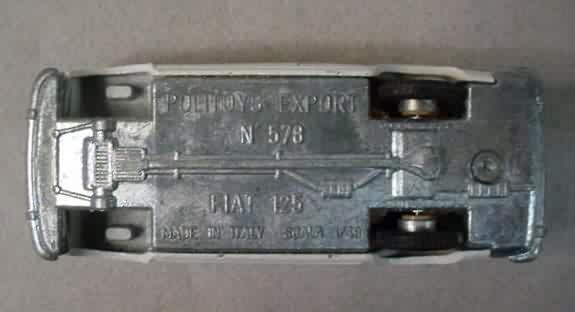 POLITOYS EXPORT
N° 578
FIAT 125
MADE IN ITALY SCALA 1/43